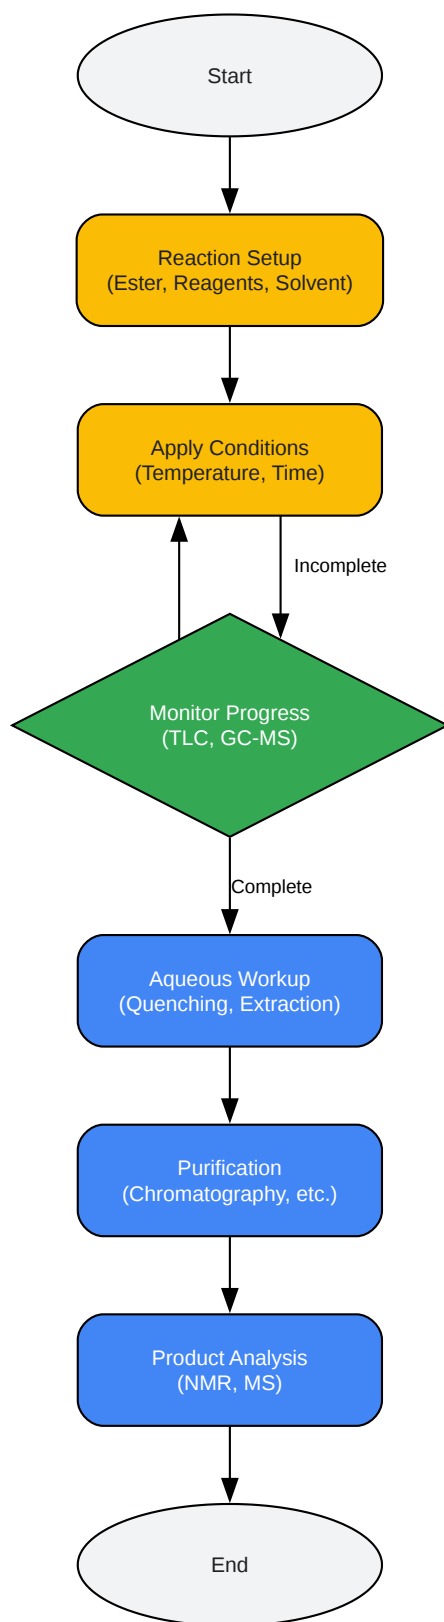 Start
Reaction Setup
(Ester, Reagents, Solvent)
Apply Conditions
(Temperature, Time)
Incomplete
Monitor Progress
(TLC, GC-MS)
Complete
Aqueous Workup
(Quenching, Extraction)
Purification
(Chromatography, etc.)
Product Analysis
(NMR, MS)
End